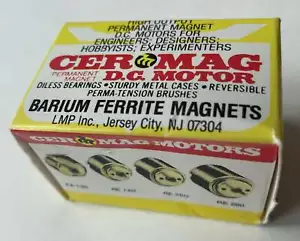 PERMANENT MAGNET
D.C. MOTORS FOR
ENGINEERS; DESIGNERS;
HOBBYISTS; EXPERIMENTERS
CER MAG
PERMANENT MAGNET
D.C. MOTOR
OILESS BEARINGS • STURDY METAL CASES • REVERSIBLE
PERMA-TENSION BRUSHES
BARIUM FERRITE MAGNETS
LMP Inc., Jersey City, NJ 07304
CER MAG MOTORS